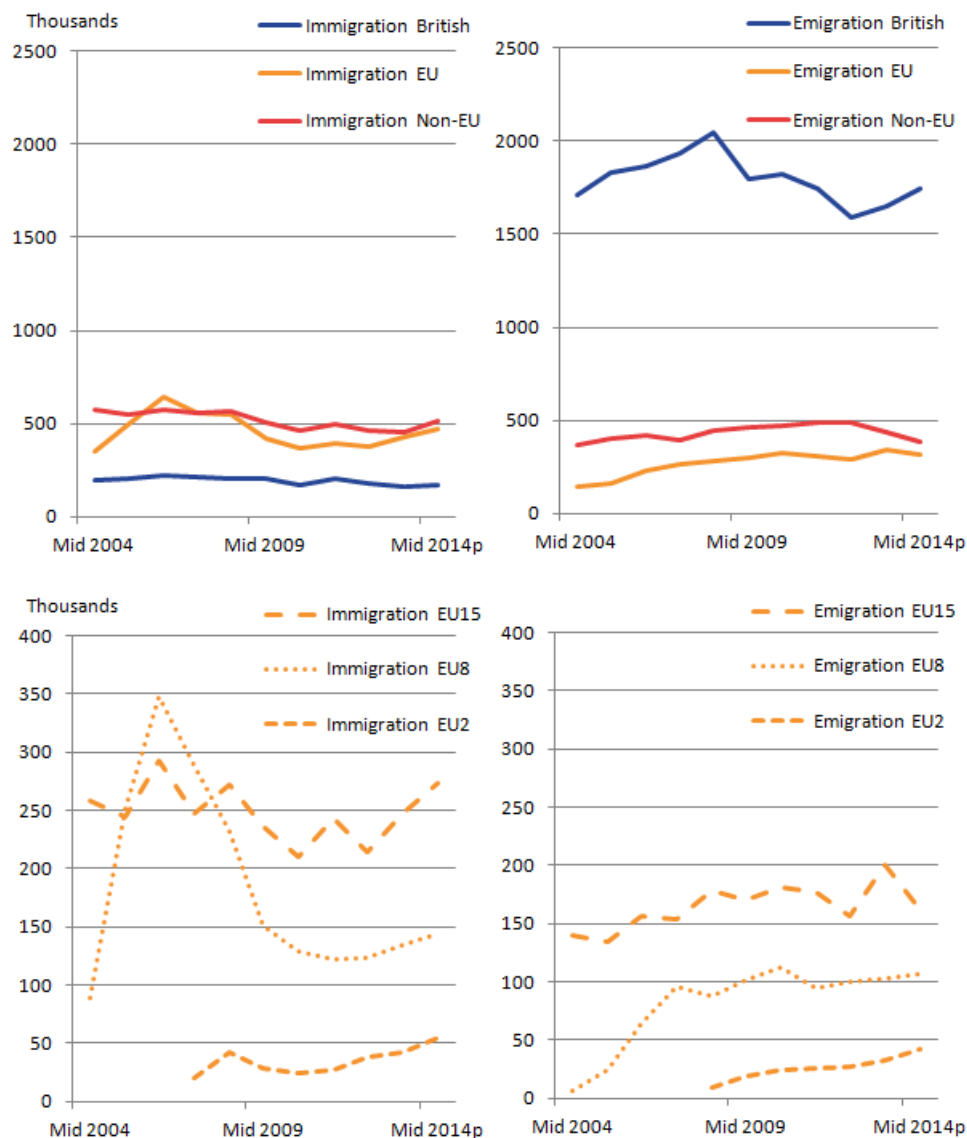 Thousands
Immigration British
Immigration EU
Immigration Non-EU
2500
2000
1500
1000
500
0
Mid 2004
Mid 2009
Mid 2014p
Emigration British
Emigration EU
Emigration Non-EU
2500
2000
1500
1000
500
0
Mid 2004
Mid 2009
Mid 2014p
Thousands
Immigration EU15
Immigration EU8
Immigration EU2
400
350
300
250
200
150
100
50
0
Mid 2004
Mid 2009
Mid 2014p
Emigration EU15
Emigration EU8
Emigration EU2
400
350
300
250
200
150
100
50
0
Mid 2004
Mid 2009
Mid 2014p